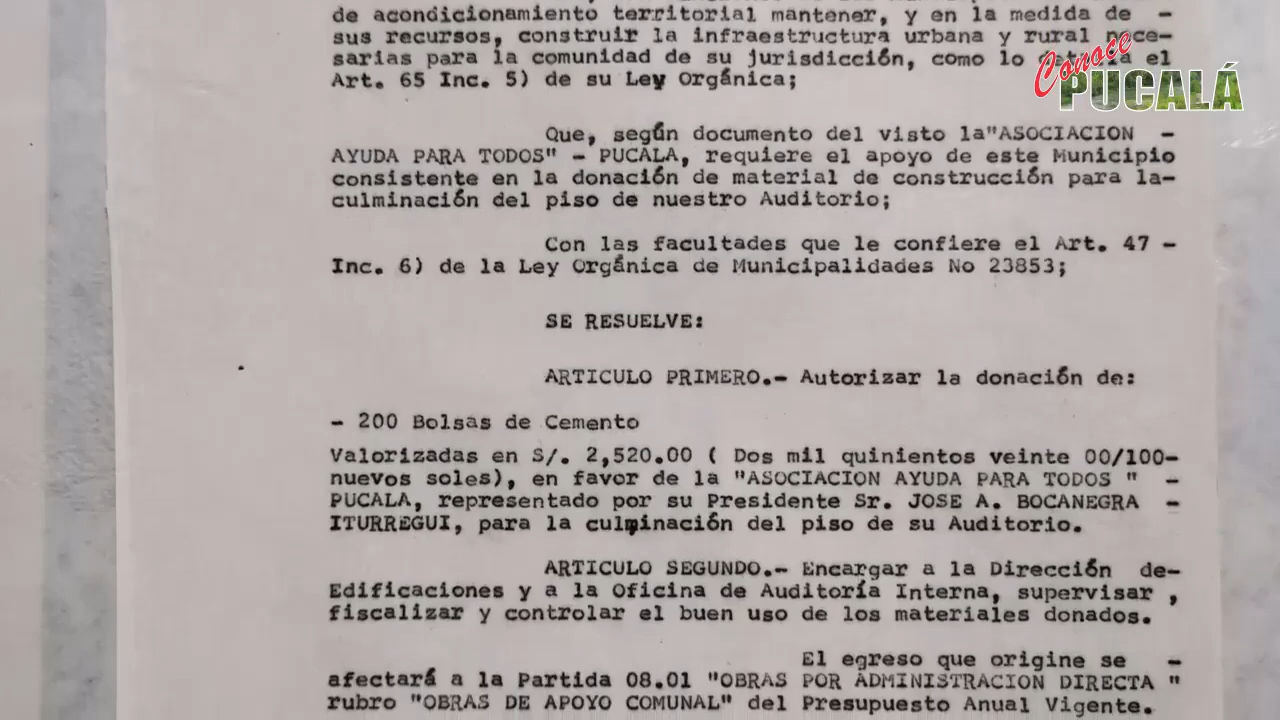 de acondicionamiento territorial mantener, y en la medida de -
sus recursos, construir la infraestructura urbana y rural nece-
sarias para la comunidad de su jurisdicción, como lo el
Art. 65 Inc. 5) de su Ley Orgánica;
Conoce
PUCALÁ
Que, según documento del visto la"ASOCIACION -
AYUDA PARA TODOS" - PUCALA, requiere el apoyo de este Municipio
consistente en la donación de material de construcción para la-
culminación del piso de nuestro Auditorio;
Con las facultades que le confiere el Art. 47 -
Inc. 6) de la Ley Orgánica de Municipalidades No 23853;
SE RESUELVE:
ARTICULO PRIMERO.- Autorizar la donación de:
- 200 Bolsas de Cemento
Valorizadas en S/. 2,520.00 ( Dos mil quinientos veinte 00/100-
nuevos soles), en favor de la "ASOCIACION AYUDA PARA TODOS " -
PUCALA, representado por su Presidente Sr. JOSE A. BOCANEGRA -
ITURREGUI, para la culminación del piso de su Auditorio.
ARTICULO SEGUNDO.- Encargar a la Dirección de-
Edificaciones y a la Oficina de Auditoría Interna, supervisar ,
fiscalizar y controlar el buen uso de los materiales donados.
El egreso que origine se -
afectará a la Partida 08.01 "OBRAS POR ADMINISTRACION DIRECTA "
rubro "OBRAS DE APOYO COMUNAL" del Presupuesto Anual Vigente.